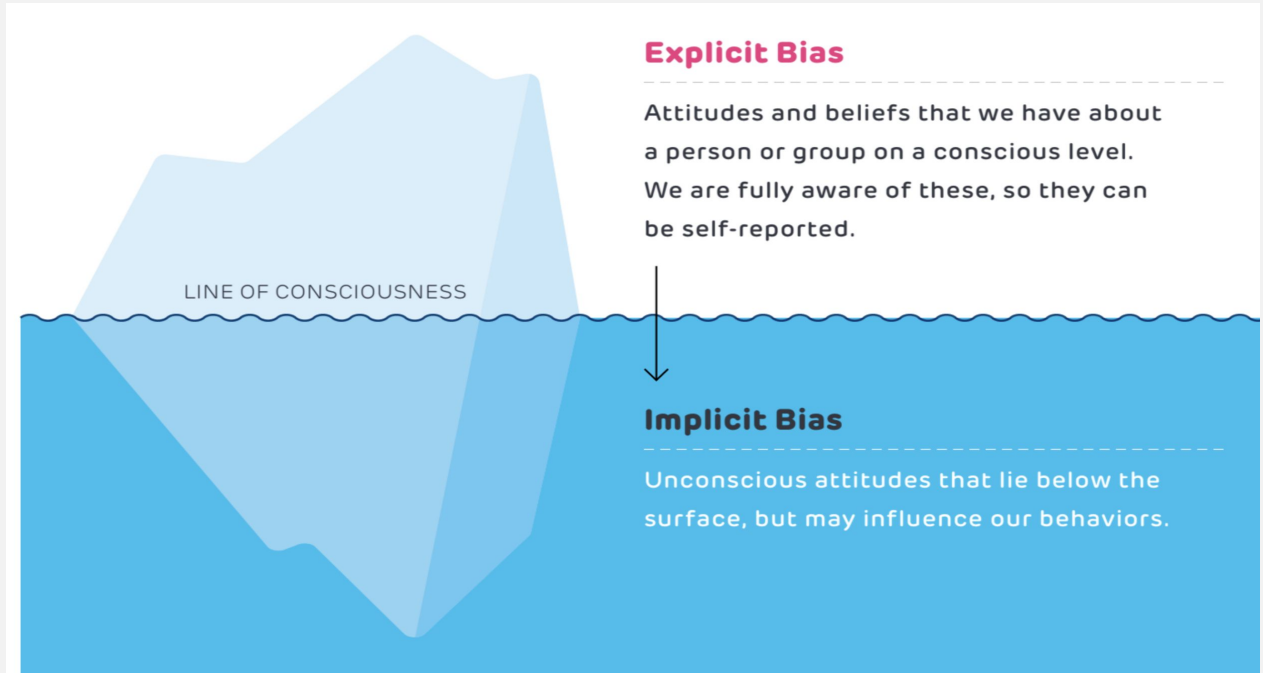 Explicit Bias
Attitudes and beliefs that we have about
a person or group on a conscious level.
We are fully aware of these, so they can
be self-reported.
LINE OF CONSCIOUSNESS
Implicit Bias
Unconscious attitudes that lie below the
surface, but may influence our behaviors.